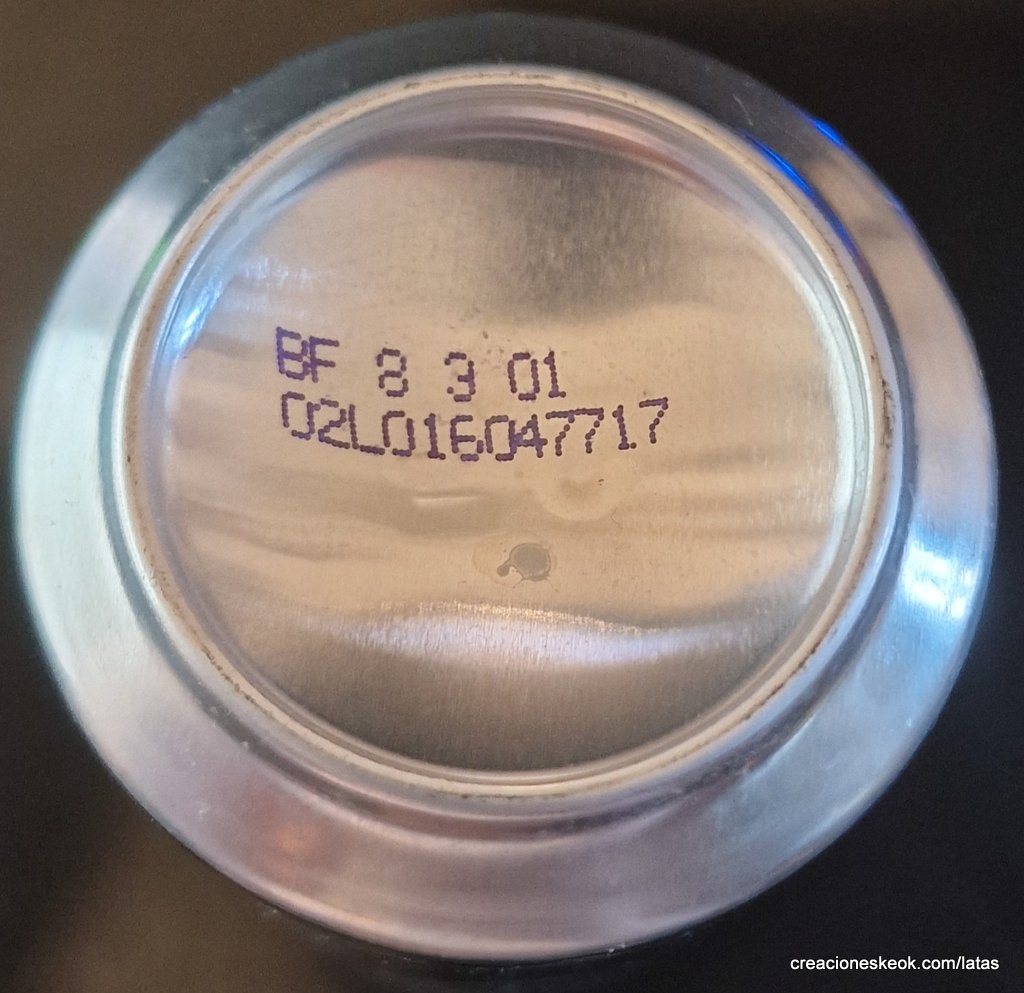 BF 8 3 01
02L016047717
creacioneskeok.com/latas